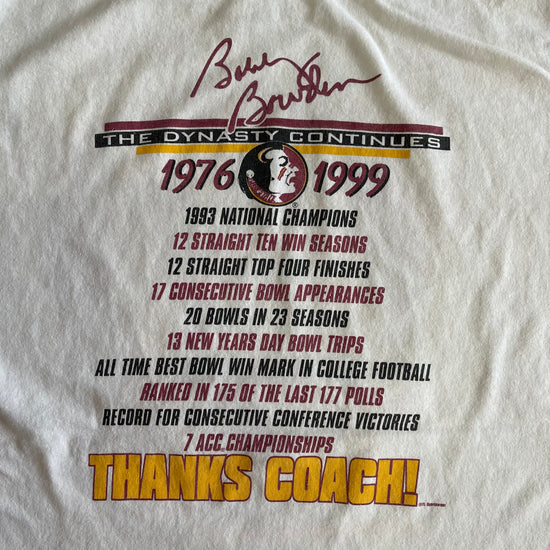 Bobby
Bowden
THE DYNASTY CONTINUES
1976 1999
®
1993 NATIONAL CHAMPIONS
12 STRAIGHT TEN WIN SEASONS
12 STRAIGHT TOP FOUR FINISHES
17 CONSECUTIVE BOWL APPEARANCES
20 BOWLS IN 23 SEASONS
13 NEW YEARS DAY BOWL TRIPS
ALL TIME BEST BOWL WIN MARK IN COLLEGE FOOTBALL
RANKED IN 175 OF THE LAST 177 POLLS
RECORD FOR CONSECUTIVE CONFERENCE VICTORIES
7 ACC CHAMPIONSHIPS
THANKS COACH!